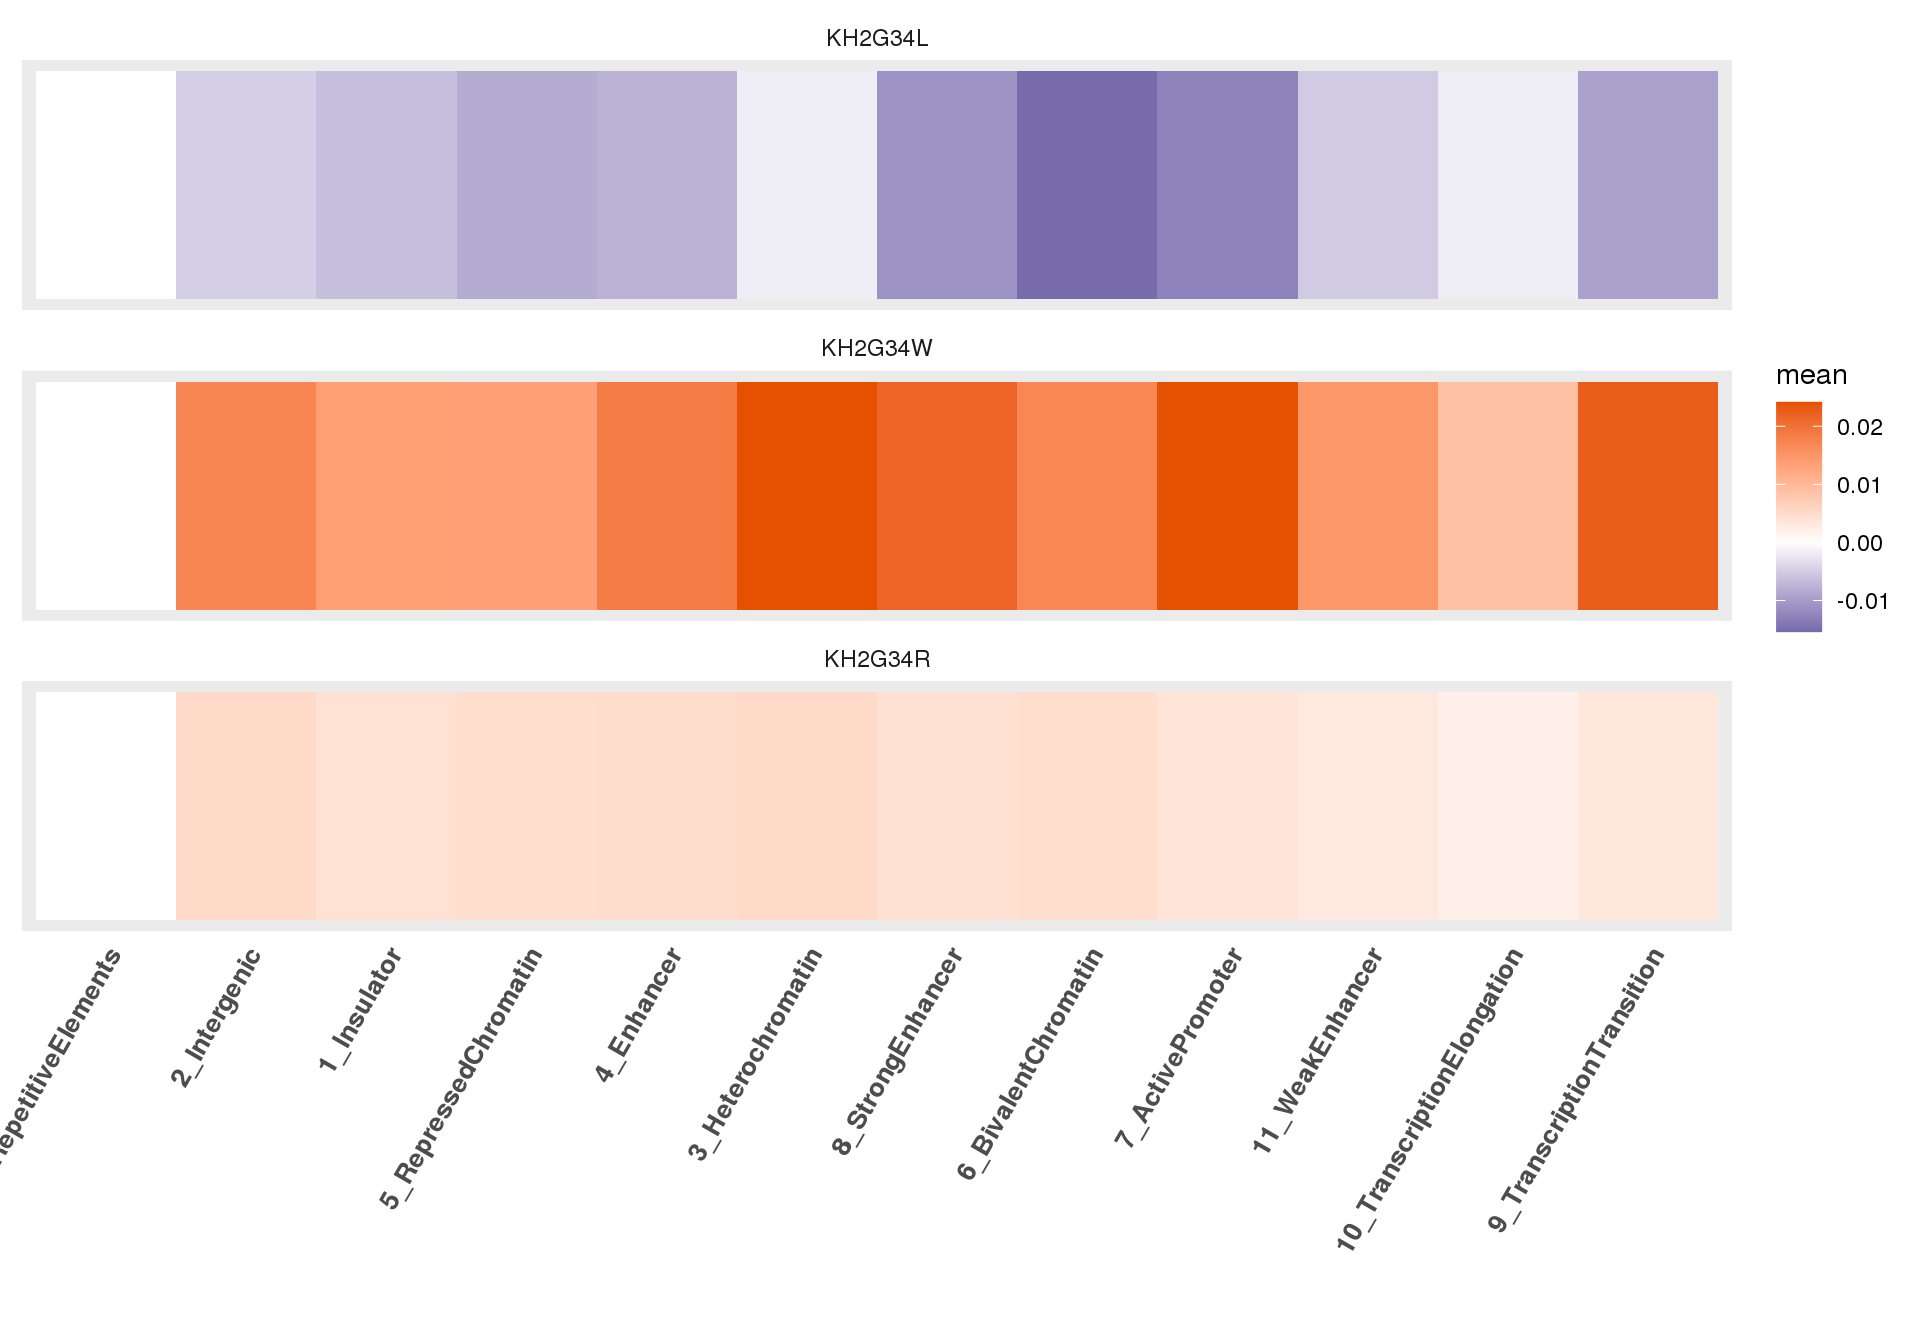 KH2G34L
KH2G34W
mean
0.02
0.01
0.00
-0.01
KH2G34R
epetitiveElements
2_Intergenic
1_Insulator
5_RepressedChromatin
4_Enhancer
3_Heterochromatin
8_StrongEnhancer
6_BivalentChromatin
7_ActivePromoter
11_WeakEnhancer
10_TranscriptionElongation
9_TranscriptionTransition